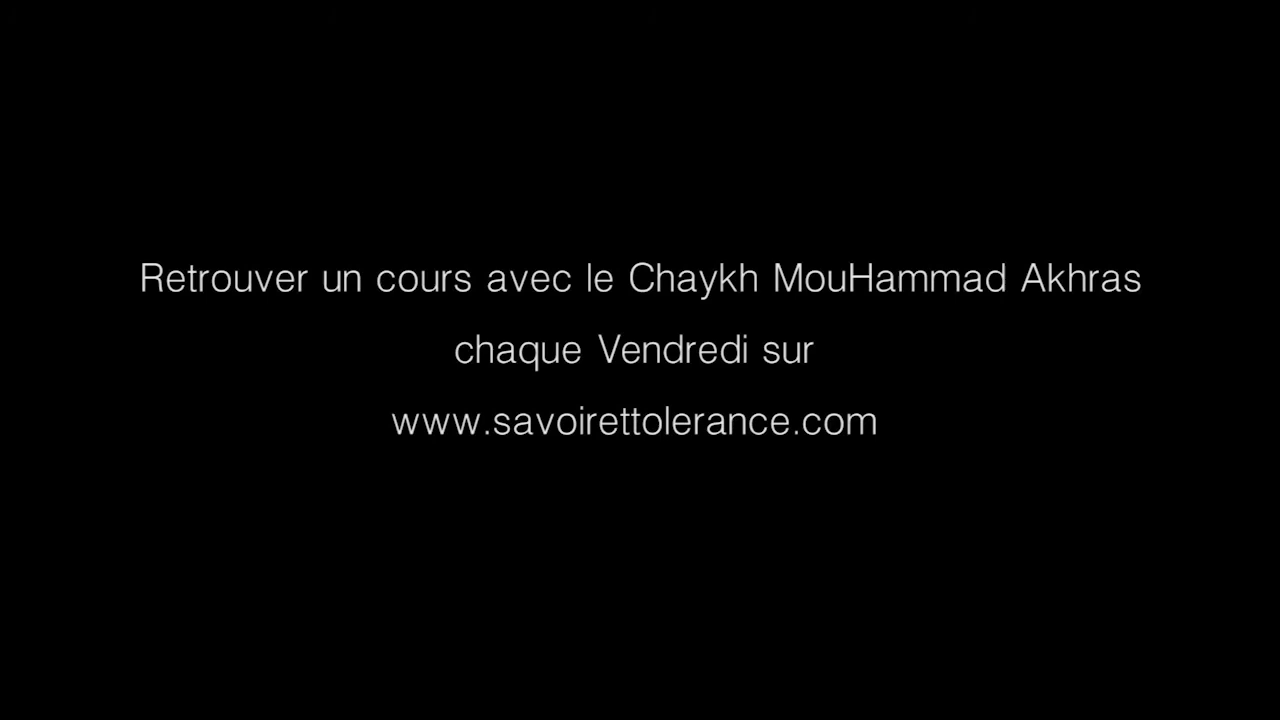 Retrouver un cours avec le Chaykh MouHammad Akhras
chaque Vendredi sur
www.savoirettolerance.com